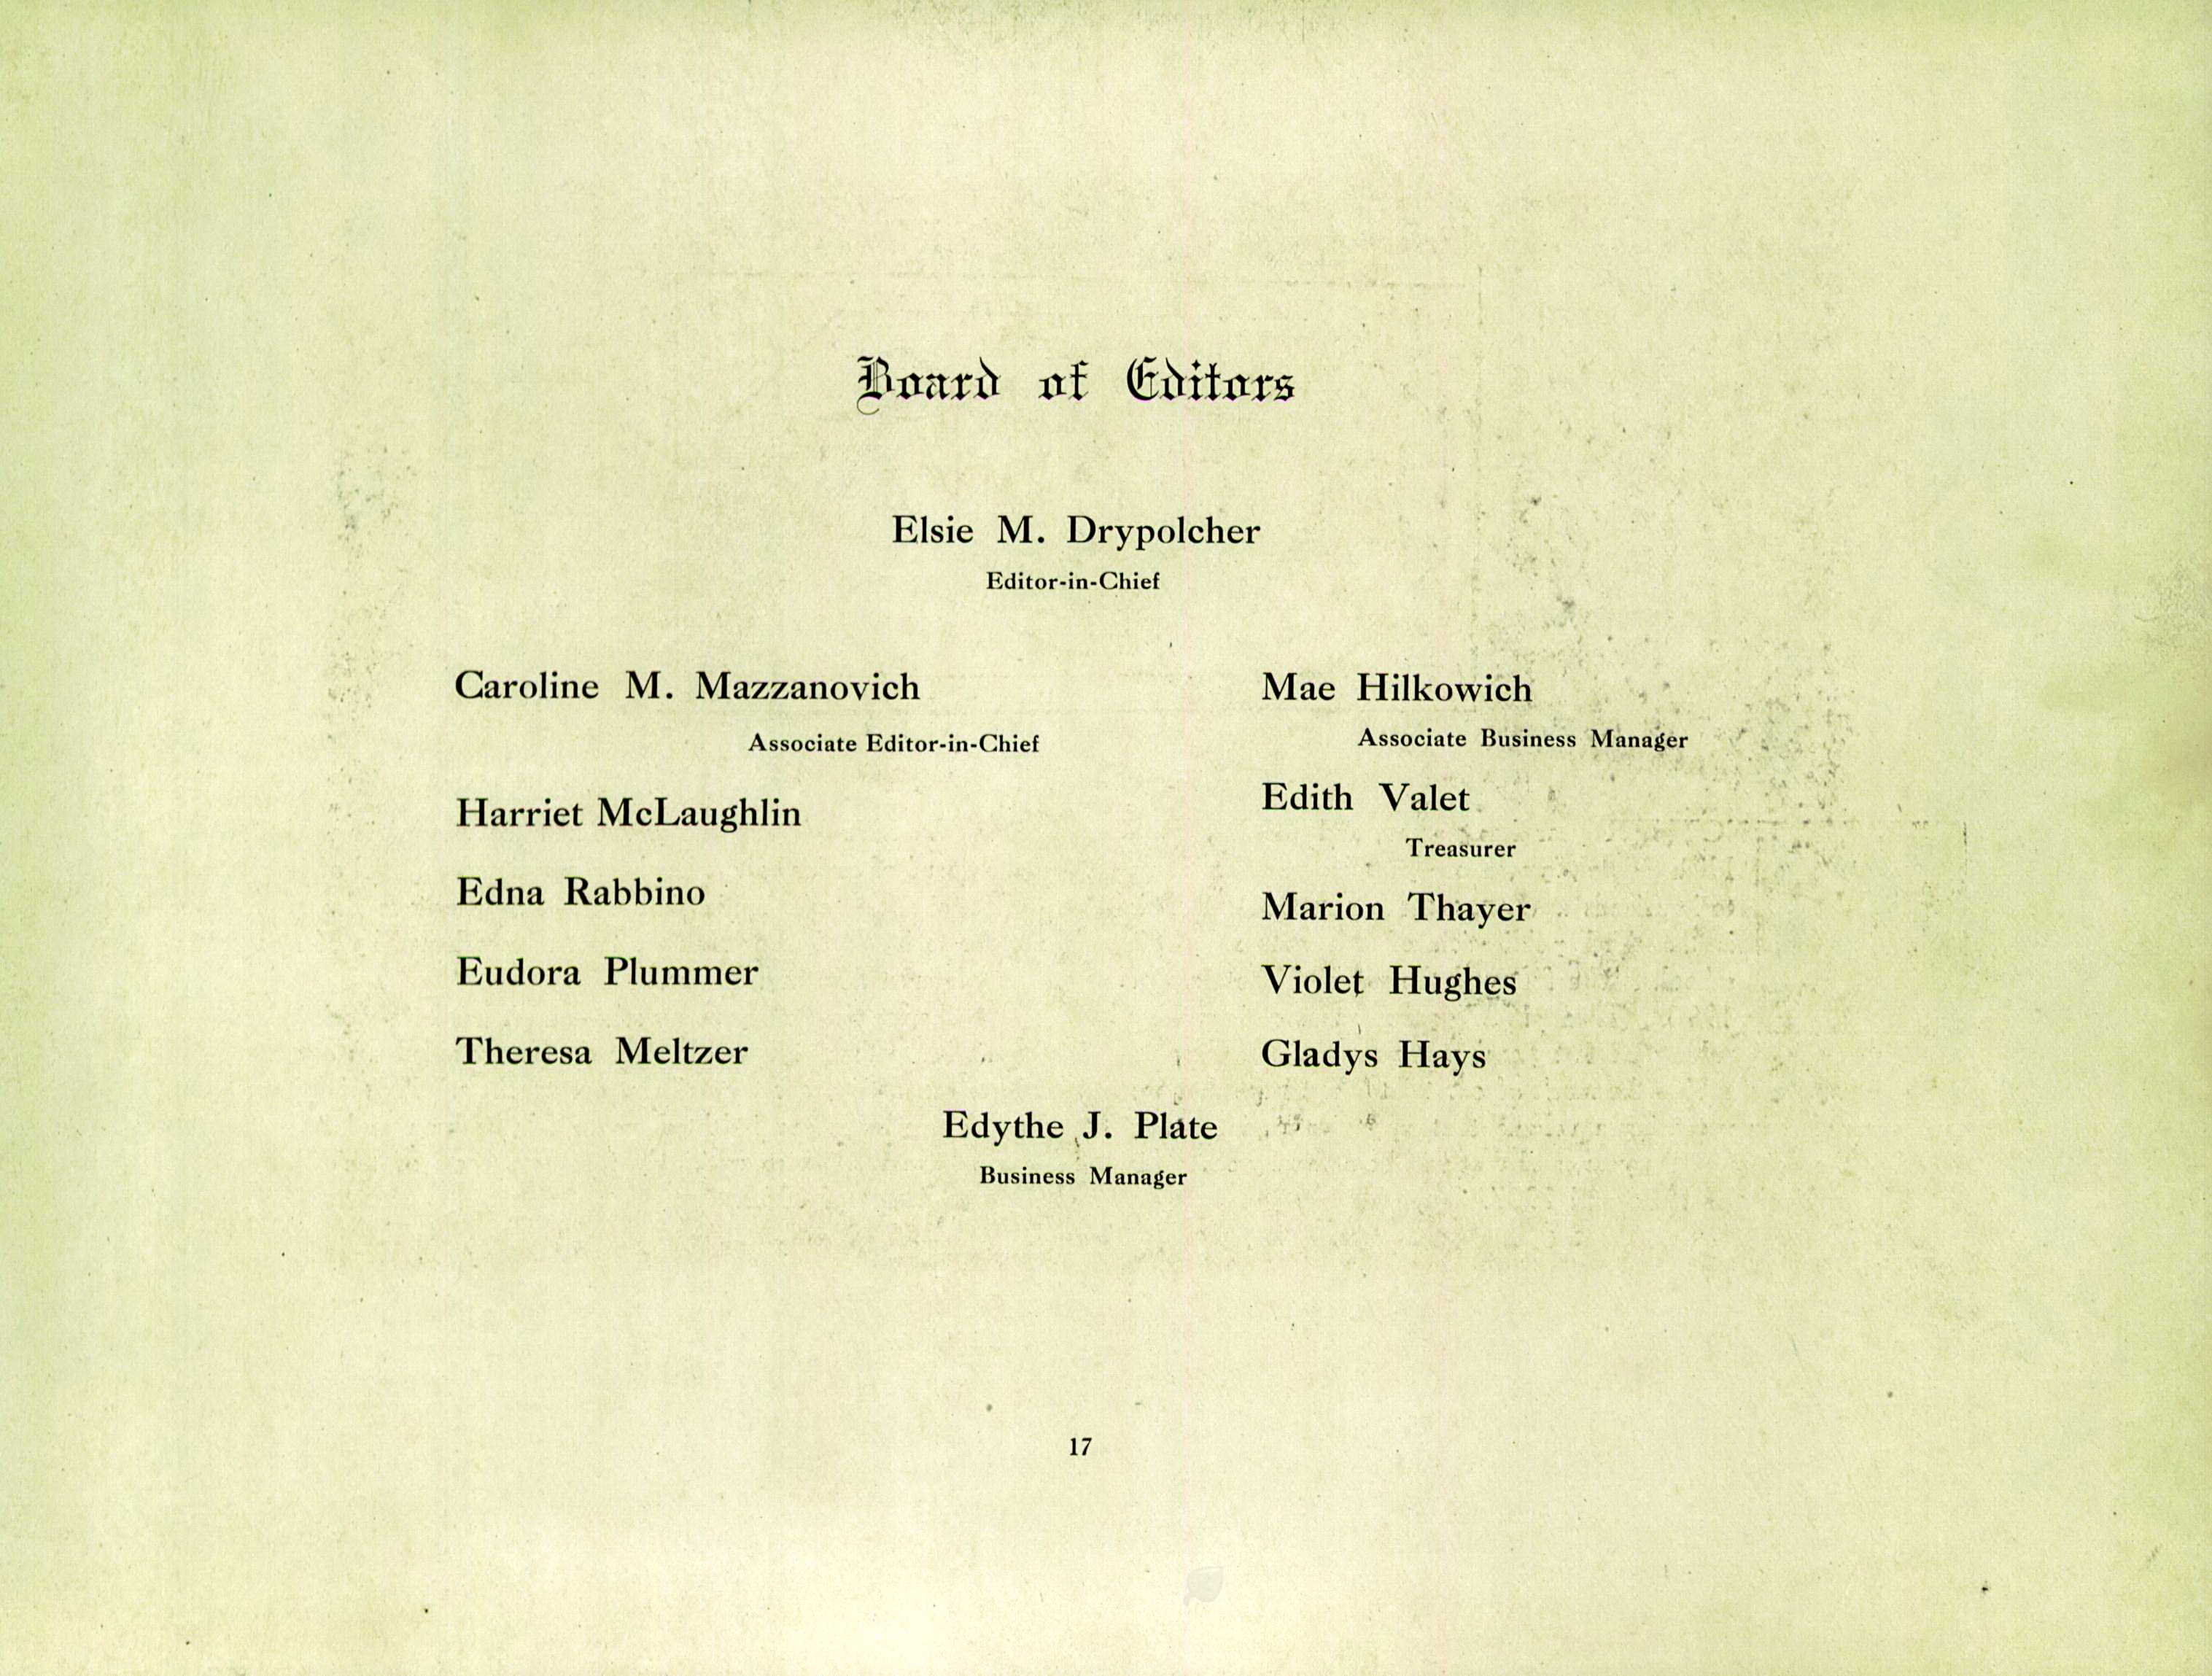 Board of Editors
Elsie M. Drypolcher
Editor-in-Chief
Caroline M. Mazzanovich
Associate Editor-in-Chief
Harriet McLaughlin
Edna Rabbino
Eudora Plummer
Theresa Meltzer
Mae Hilkowich
Associate Business Manager
Edith Valet
Treasurer
Marion Thayer
Violet Hughes
Gladys Hays
Edythe J. Plate
Business Manager
17